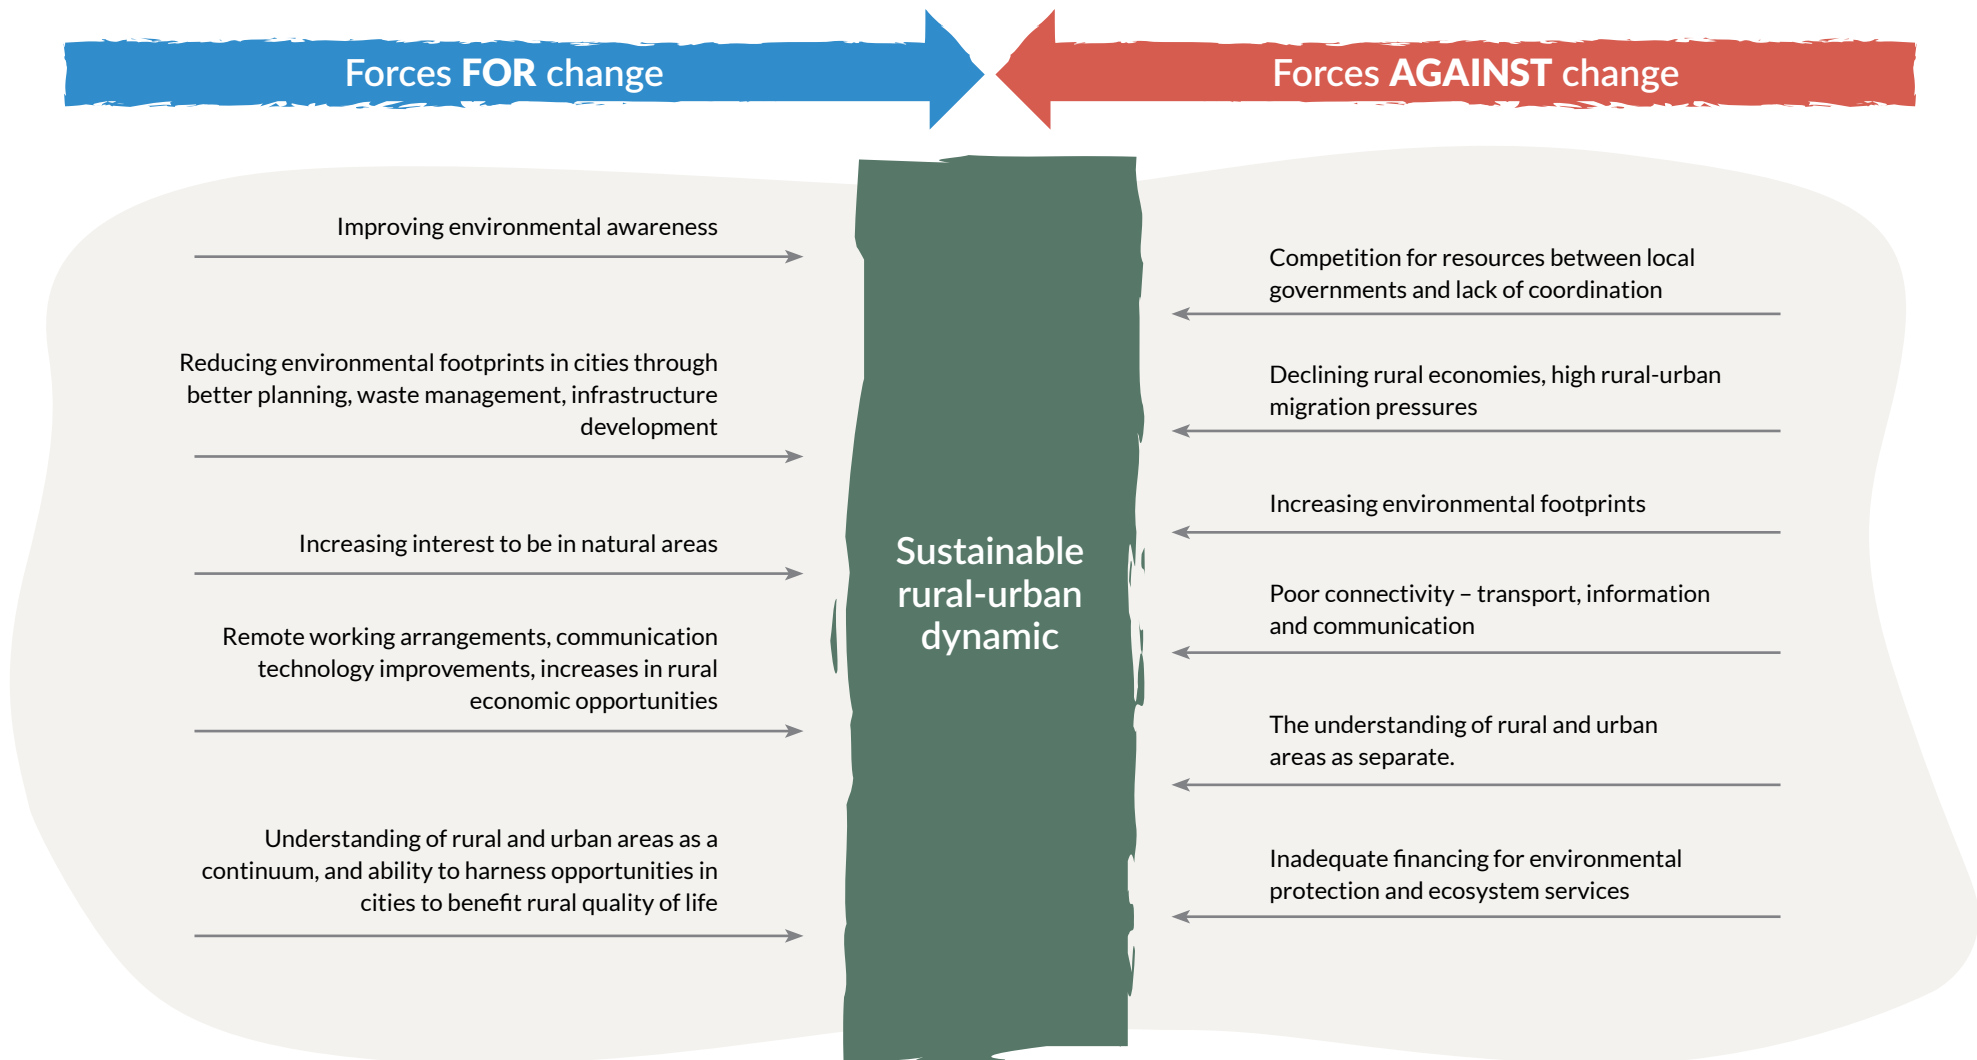 Forces FOR change
Forces AGAINST change
Improving environmental awareness
Reducing environmental footprints in cities through
better planning, waste management, infrastructure
development
Increasing interest to be in natural areas
Remote working arrangements, communication
technology improvements, increases in rural
economic opportunities
Understanding of rural and urban areas as a
continuum, and ability to harness opportunities in
cities to benefit rural quality of life
Sustainable
rural-urban
dynamic
Competition for resources between local
governments and lack of coordination
Declining rural economies, high rural-urban
migration pressures
Increasing environmental footprints
Poor connectivity – transport, information
and communication
The understanding of rural and urban
areas as separate.
Inadequate financing for environmental
protection and ecosystem services